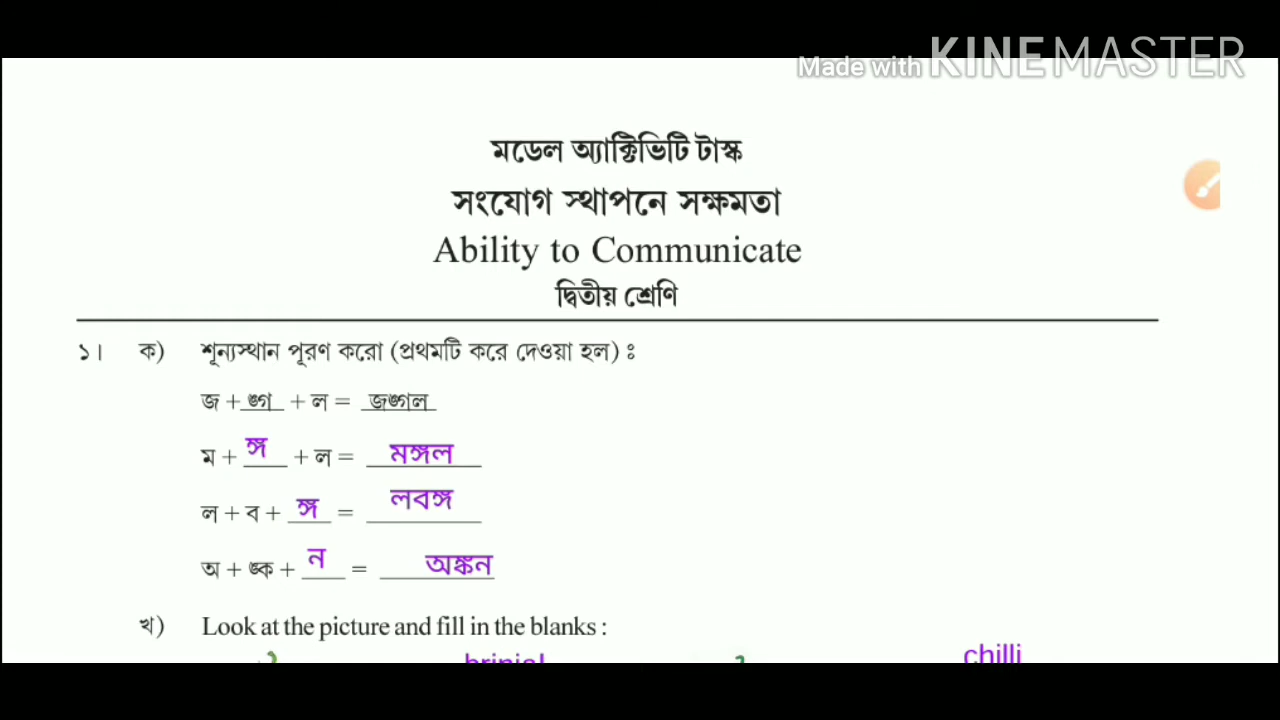 Made with KINEMASTER
মডেল অ্যাক্টিভিটি টাস্ক
সংযোগ স্থাপনে সক্ষমতা
Ability to Communicate
দ্বিতীয় শ্রেণি
১। ক) শূন্যস্থান পূরণ করো (প্রথমটি করে দেওয়া হল) ঃ
জ + ঙ্গ + ল = জঙ্গল
ম + ঙ্গ + ল = মঙ্গল
ল + ব + ঙ্গ = লবঙ্গ
অ + ঙ্ক + ন = অঙ্কন
খ) Look at the picture and fill in the blanks :
brinjal chilli